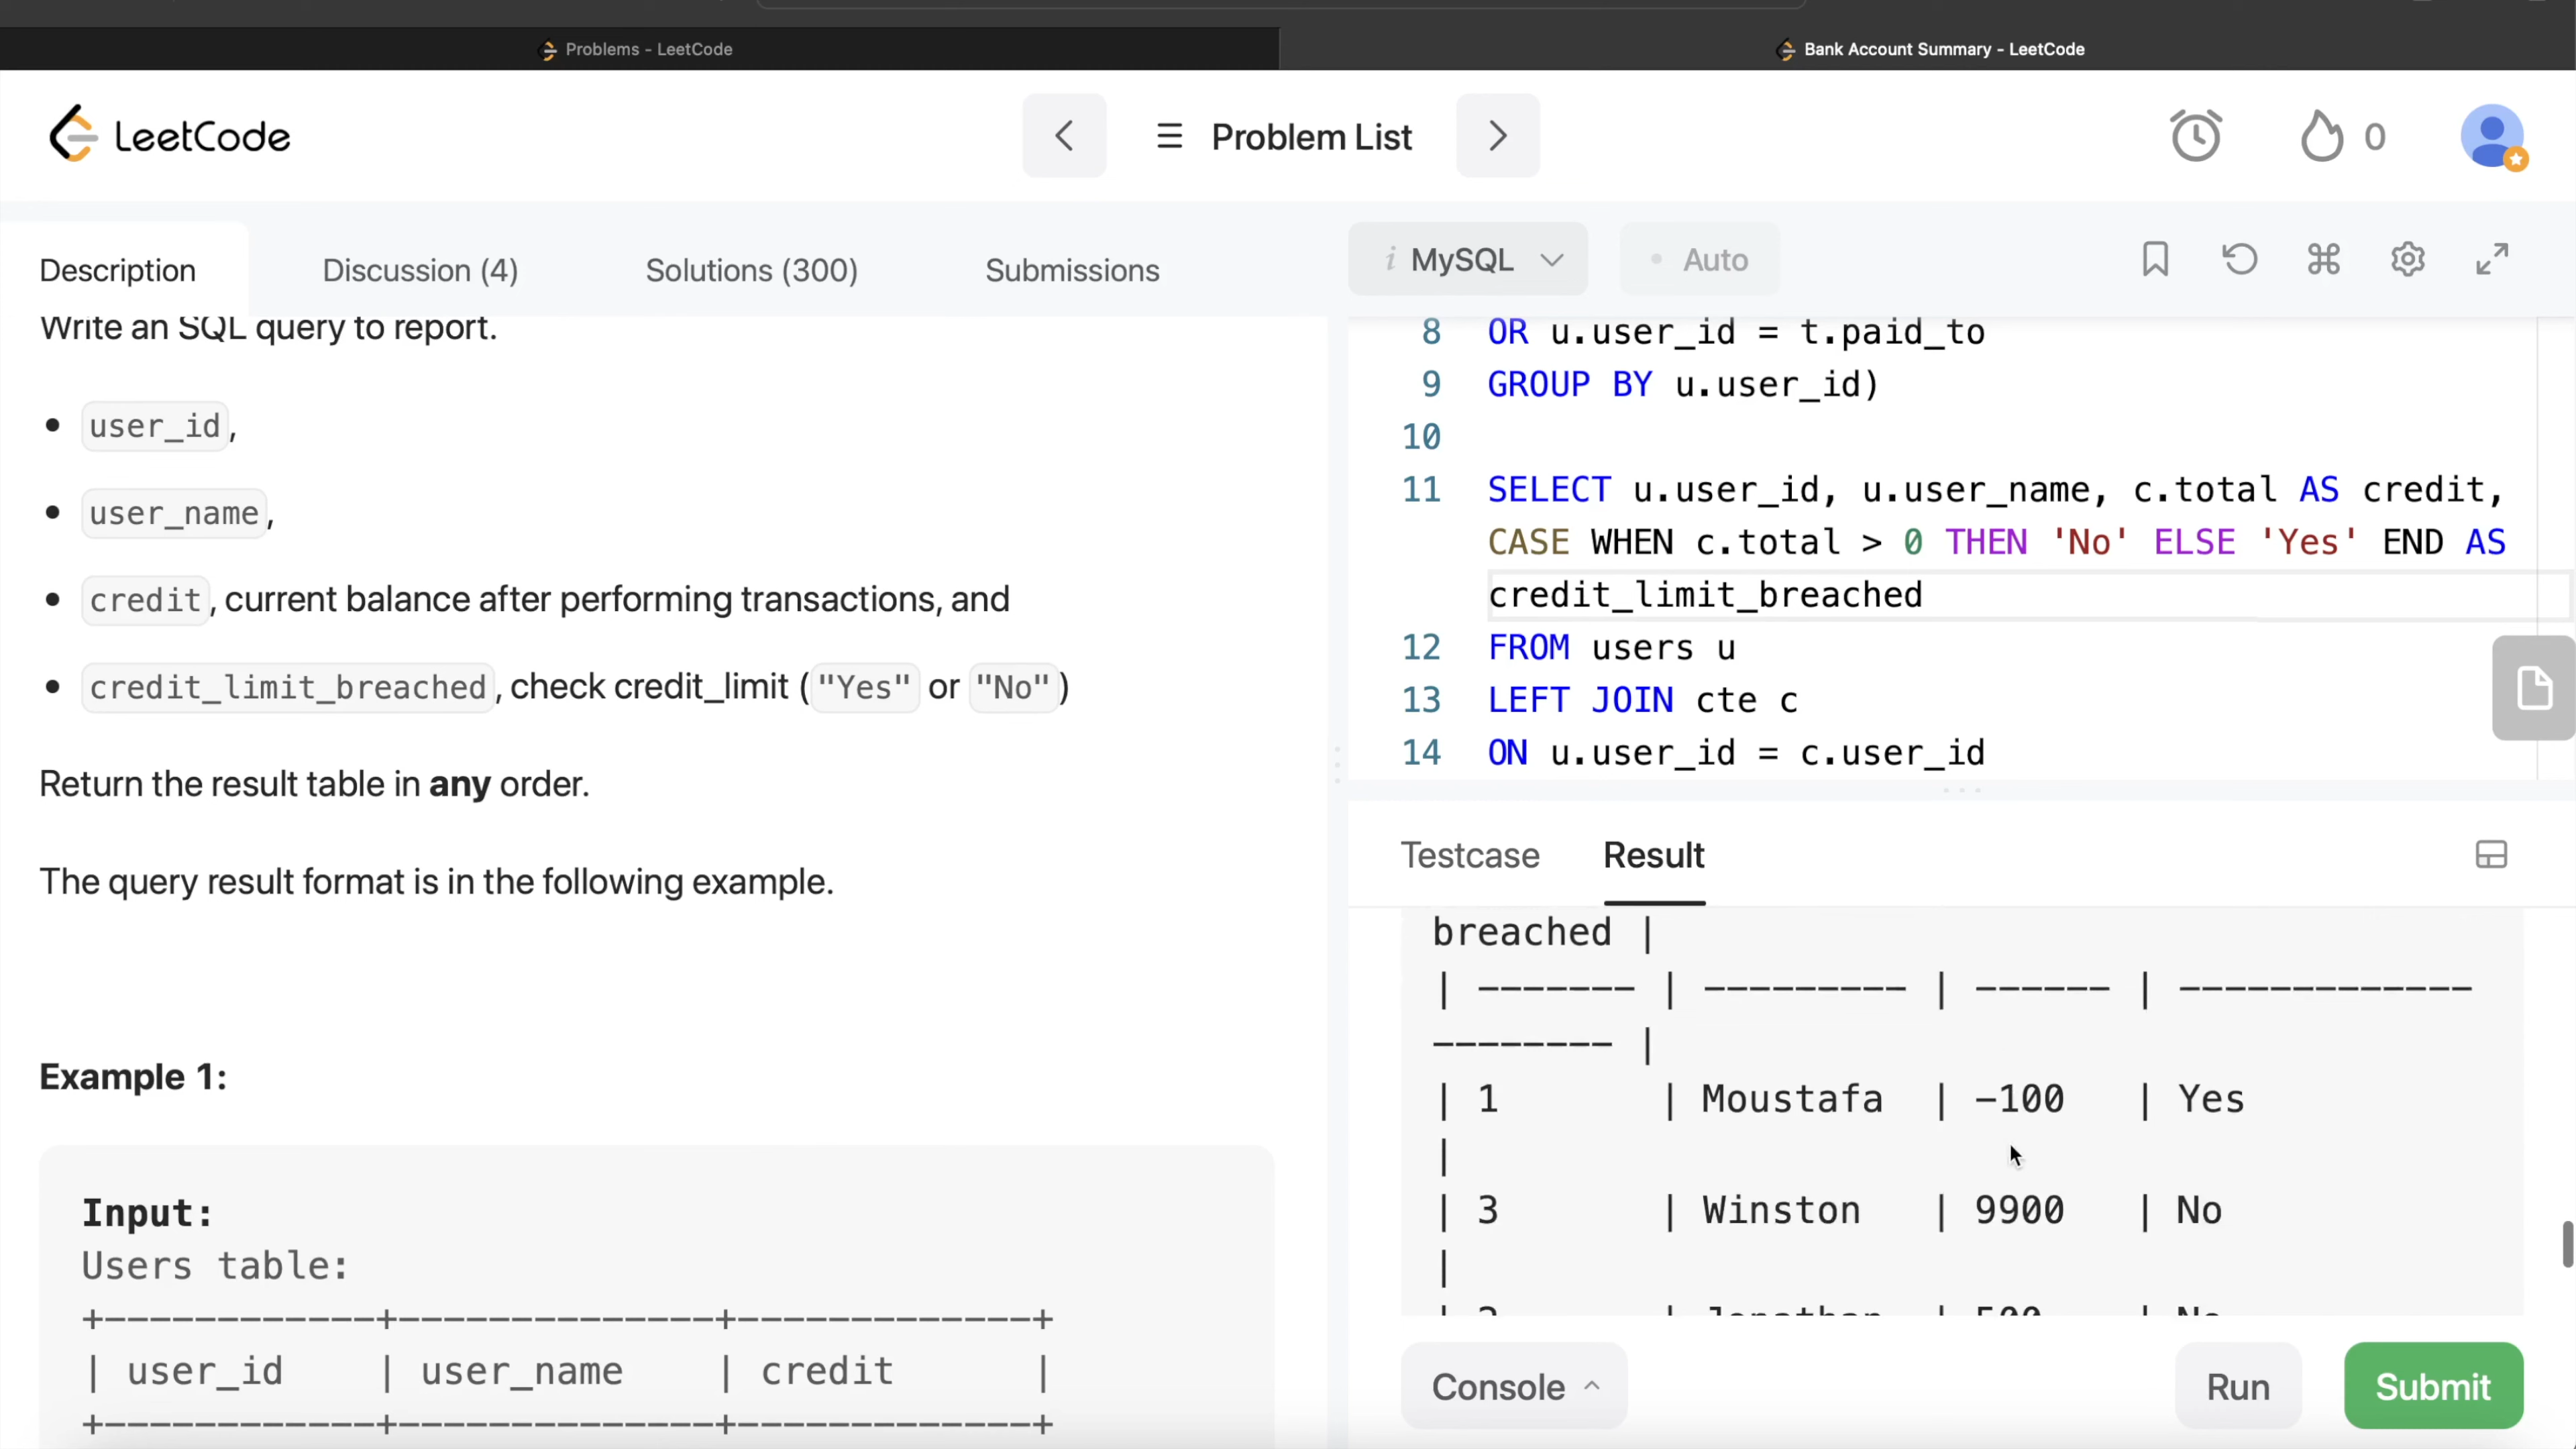 Problems - LeetCode
Bank Account Summary - LeetCode
LeetCode
Problem List
0
Description
Discussion (4)
Solutions (300)
Submissions
Write an SQL query to report.
• user_id,
• user_name,
• credit, current balance after performing transactions, and
• credit_limit_breached, check credit_limit ("Yes" or "No")
Return the result table in any order.
The query result format is in the following example.
Example 1:
Input:
Users table:
+------------+--------------+-------------+
| user_id    | user_name    | credit      |
+------------+--------------+-------------+
i MySQL
Auto
8 OR u.user_id = t.paid_to
9 GROUP BY u.user_id)
10
11 SELECT u.user_id, u.user_name, c.total AS credit,
CASE WHEN c.total > 0 THEN 'No' ELSE 'Yes' END AS
credit_limit_breached
12 FROM users u
13 LEFT JOIN cte c
14 ON u.user_id = c.user_id
Testcase
Result
breached |
| ------- | --------- | ------ | -------------
-------- |
| 1       | Moustafa  | -100   | Yes
|
| 3       | Winston   | 9900   | No
|
Console
Run
Submit